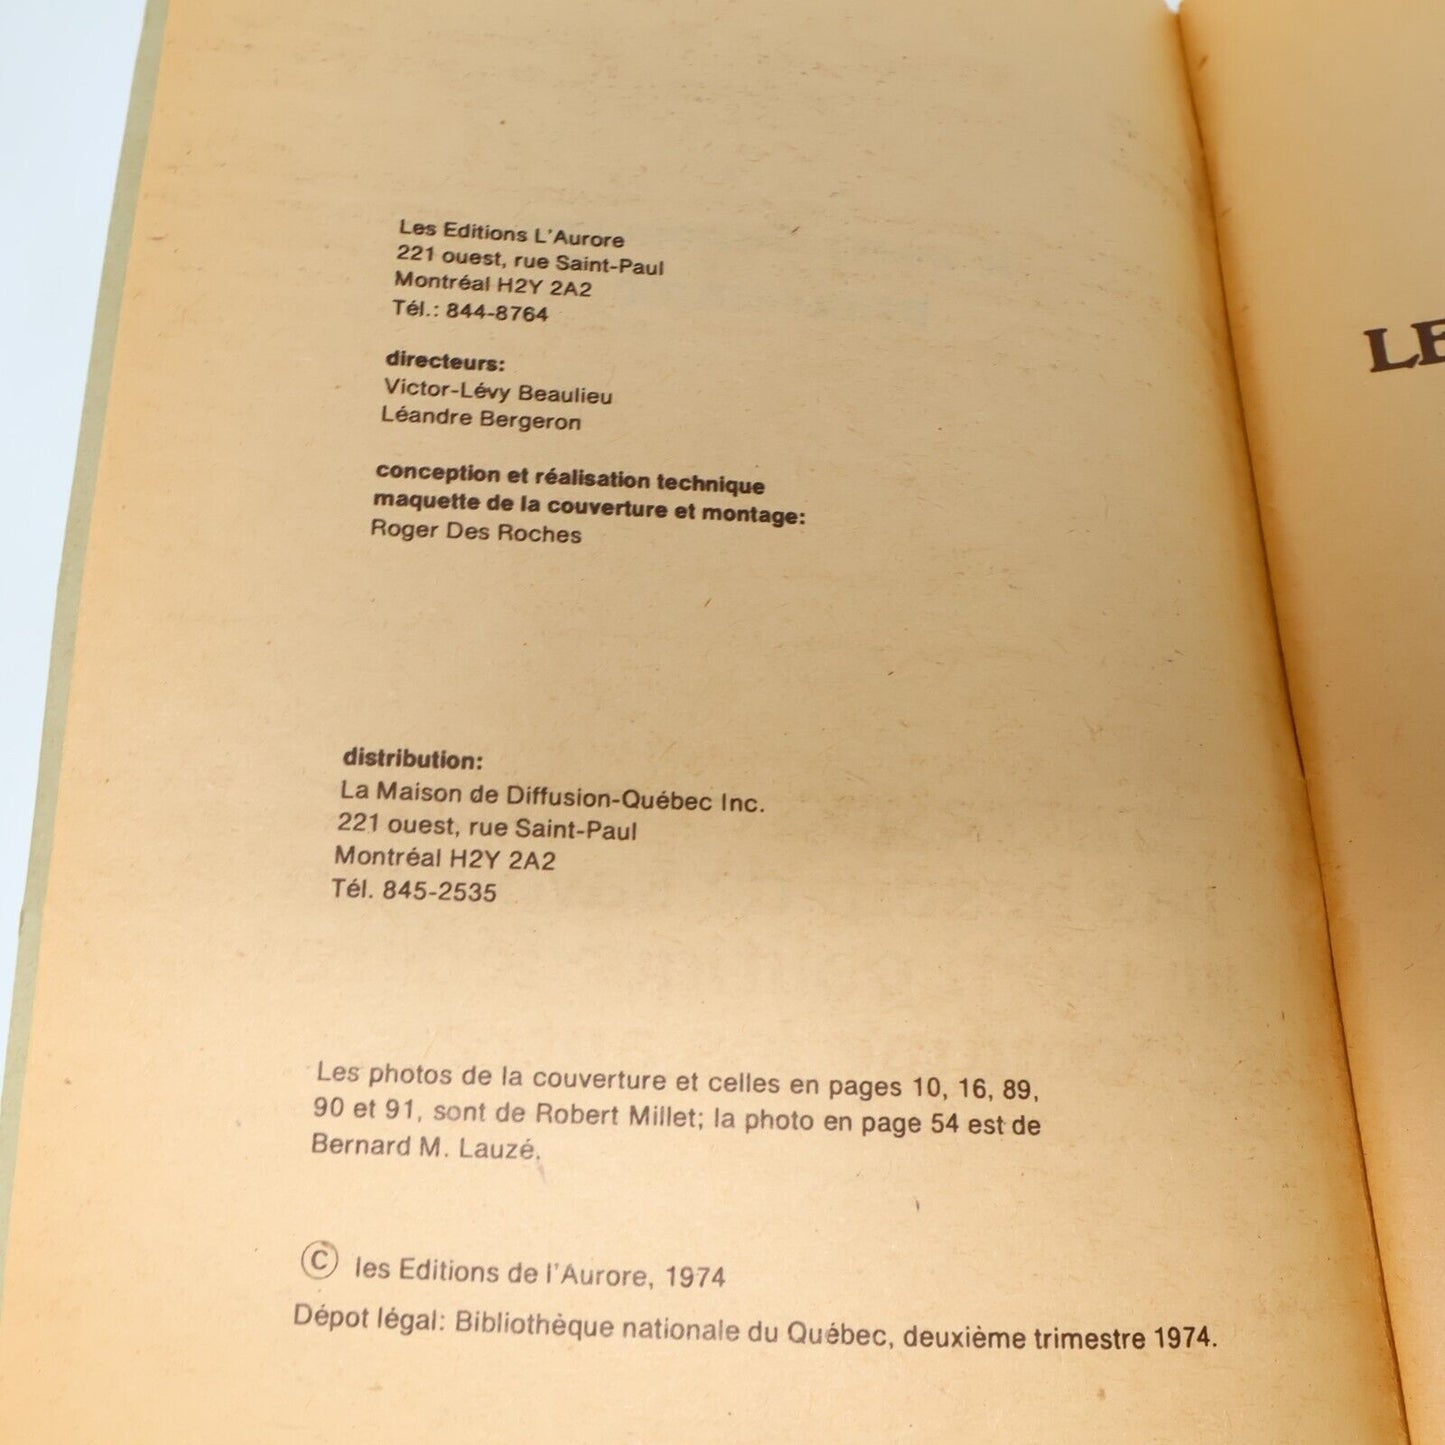 Les Editions L'Aurore
221 ouest, rue Saint-Paul
Montréal H2Y 2A2
Tél.: 844-8764
directeurs:
Victor-Lévy Beaulieu
Léandre Bergeron
conception et réalisation technique
maquette de la couverture et montage:
Roger Des Roches
distribution:
La Maison de Diffusion-Québec Inc.
221 ouest, rue Saint-Paul
Montréal H2Y 2A2
Tél. 845-2535
Les photos de la couverture et celles en pages 10, 16, 89,
90 et 91, sont de Robert Millet; la photo en page 54 est de
Bernard M. Lauzé.
© les Editions de l'Aurore, 1974
Dépot légal: Bibliothèque nationale du Québec, deuxième trimestre 1974.
LE